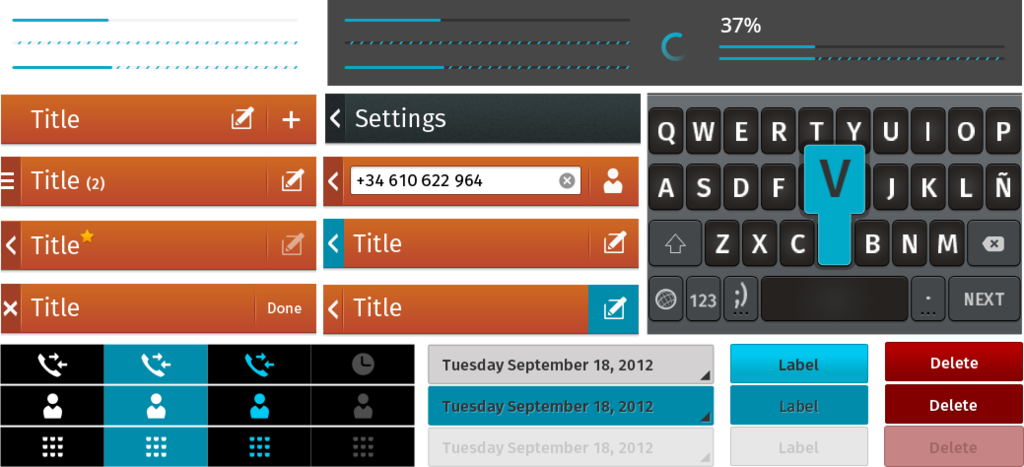 37%
Title
Settings
Title (2)
+34 610 622 964
Title
Title
Title
Done
Title
Q W E R T Y U I O P
A S D F V J K L Ñ
Z X C B N M
123 ;) . NEXT
...
...
Tuesday September 18, 2012
Label
Delete
Tuesday September 18, 2012
Label
Delete
Tuesday September 18, 2012
Label
Delete